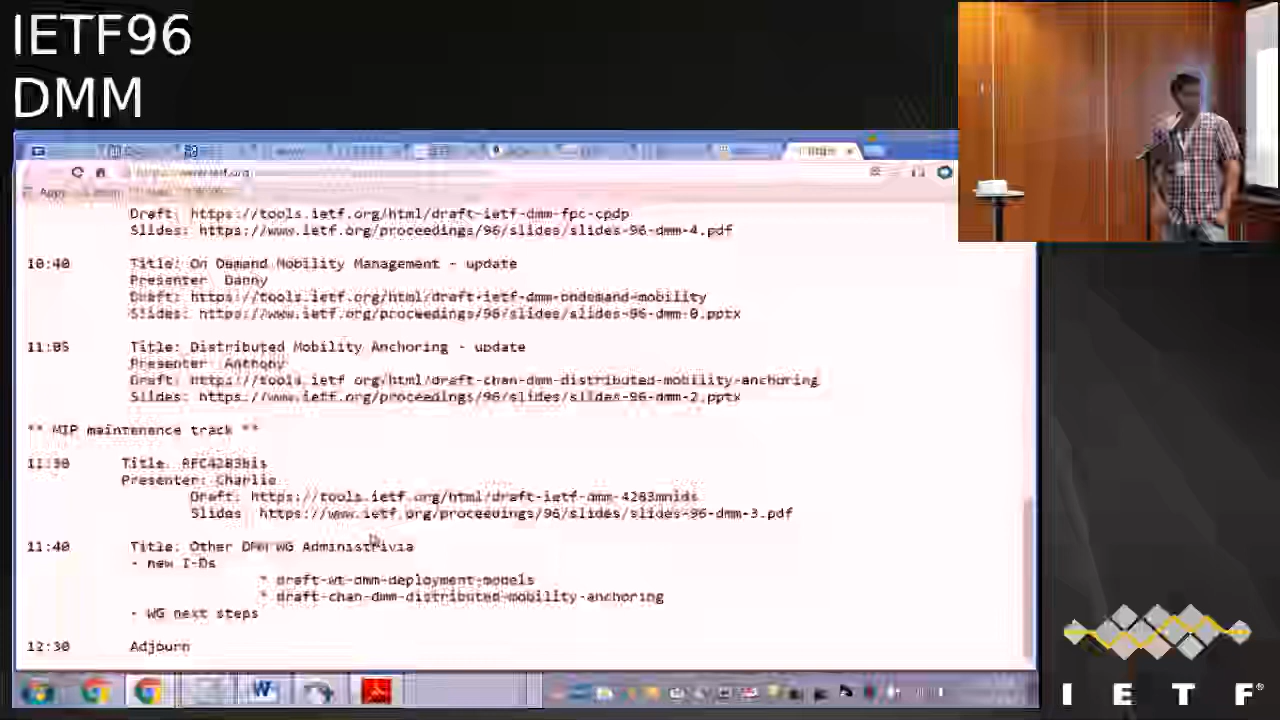 IETF96
DMM
Draft: https://tools.ietf.org/html/draft-ietf-dmm-fpc-cpdp
Slides: https://www.ietf.org/proceedings/96/slides/slides-96-dmm-4.pdf
10:40 Title: On Demand Mobility Management - update
Presenter Danny
Draft: https://tools.ietf.org/html/draft-ietf-dmm-ondemand-mobility
Slides: https://www.ietf.org/proceedings/96/slides/slides-96-dmm-0.pptx
11:05 Title: Distributed Mobility Anchoring - update
Presenter Anthony
Draft: https://tools.ietf.org/html/draft-chan-dmm-distributed-mobility-anchoring
Slides: https://www.ietf.org/proceedings/96/slides/slides-96-dmm-2.pptx
** MIP maintenance track **
11:30 Title: RFC4283bis
Presenter: Charlie
Draft: https://tools.ietf.org/html/draft-ietf-dmm-4283mnids
Slides https://www.ietf.org/proceedings/96/slides/slides-96-dmm-3.pdf
11:40 Title: Other DMM WG Administrivia
- new I-Ds
* draft-wt-dmm-deployment-models
* draft-chan-dmm-distributed-mobility-anchoring
- WG next steps
12:30 Adjourn
I E T F®